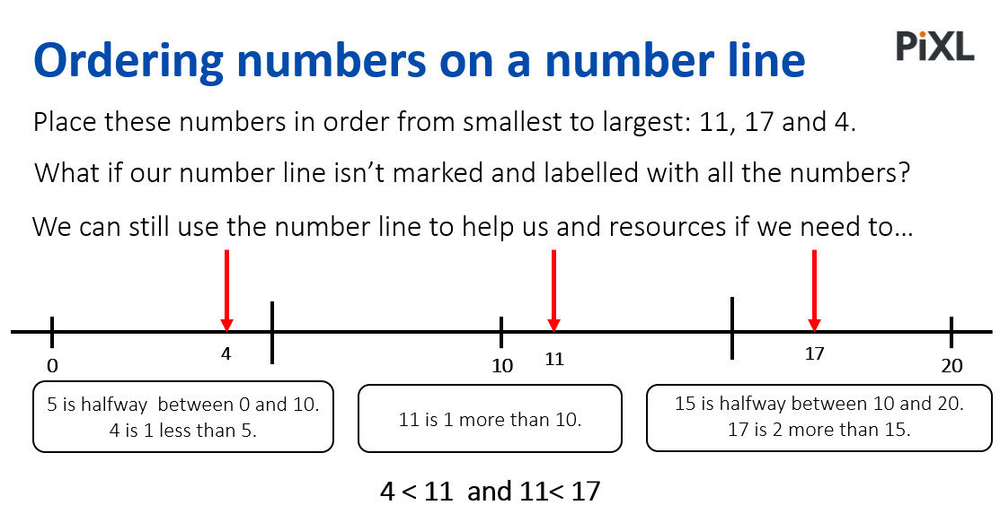 PiXL
Ordering numbers on a number line
Place these numbers in order from smallest to largest: 11, 17 and 4.
What if our number line isn’t marked and labelled with all the numbers?
We can still use the number line to help us and resources if we need to…
0 4 10 11 17 20
5 is halfway  between 0 and 10.
4 is 1 less than 5.
11 is 1 more than 10.
15 is halfway between 10 and 20.
17 is 2 more than 15.
4 < 11  and 11< 17